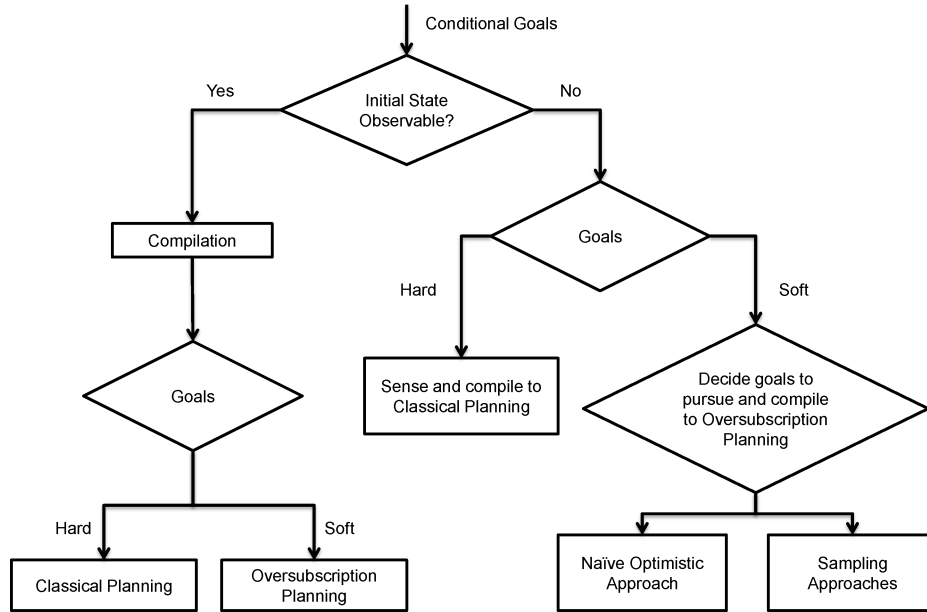 Conditional Goals
Yes
Initial State
Observable?
No
Compilation
Goals
Hard
Soft
Goals
Sense and compile to
Classical Planning
Decide goals to
pursue and compile
to Oversubscription
Planning
Hard
Soft
Classical Planning
Oversubscription
Planning
Naïve Optimistic
Approach
Sampling
Approaches